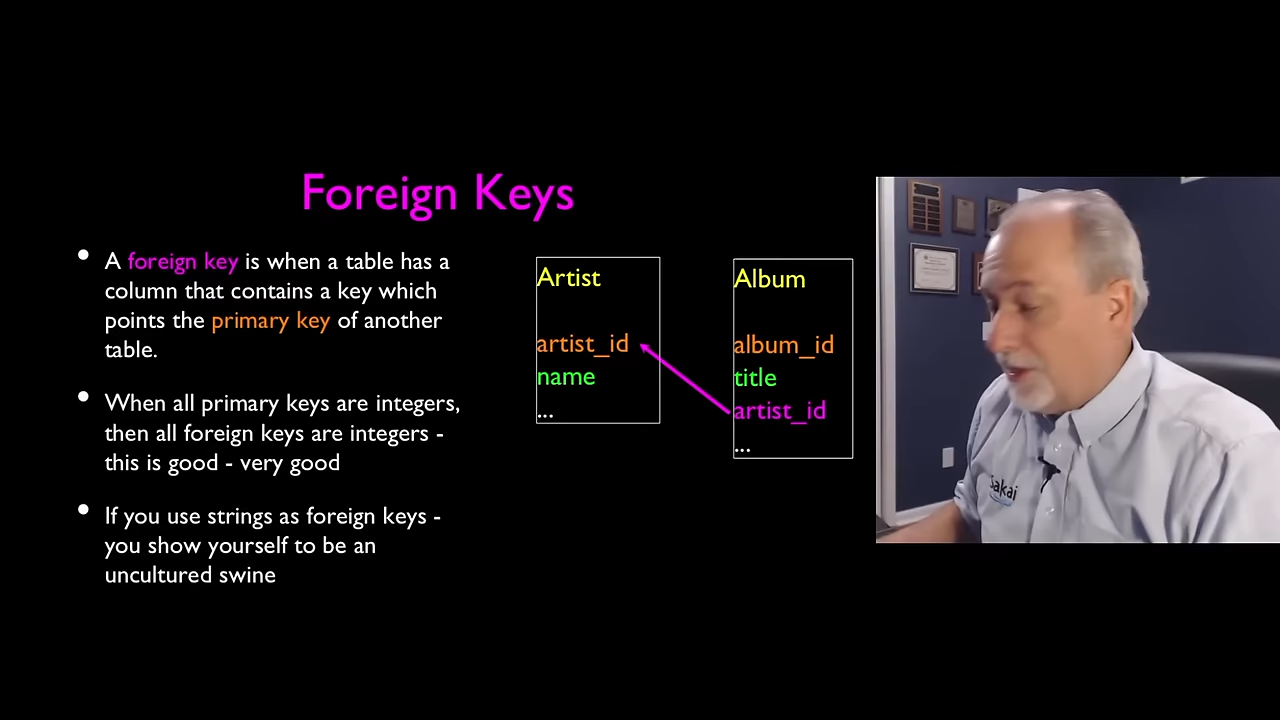 Foreign Keys
• A foreign key is when a table has a
column that contains a key which
points the primary key of another
table.
• When all primary keys are integers,
then all foreign keys are integers -
this is good - very good
• If you use strings as foreign keys -
you show yourself to be an
uncultured swine
Artist
artist_id
name
...
Album
album_id
title
artist_id
...
Sakai